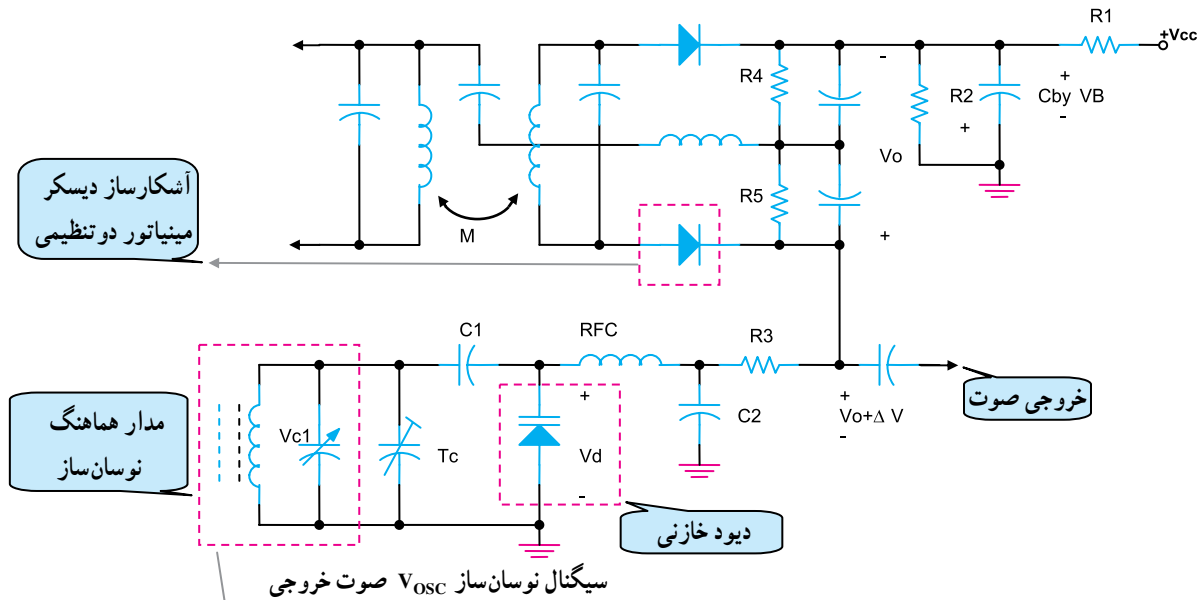 R1
+Vcc
R4
-
R2
+
+
Cby VB
-
Vo
آشکارساز دیسکر
مینیاتور دوتنظیمی
R5
M
+
C1
RFC
R3
خروجی صوت
+
Vo+Δ V
-
C2
مدار هماهنگ
نوسان‌ساز
Vc1
Tc
+
Vd
-
دیود خازنی
سیگنال نوسان‌ساز VOSC صوت خروجی